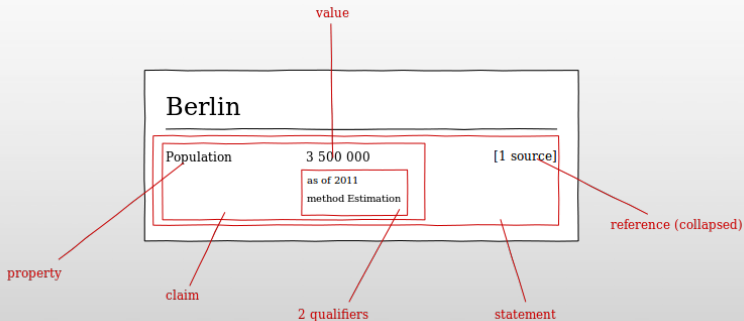 value
Berlin
Population 3 500 000 [1 source]
as of 2011
method Estimation
reference (collapsed)
property
claim
2 qualifiers
statement